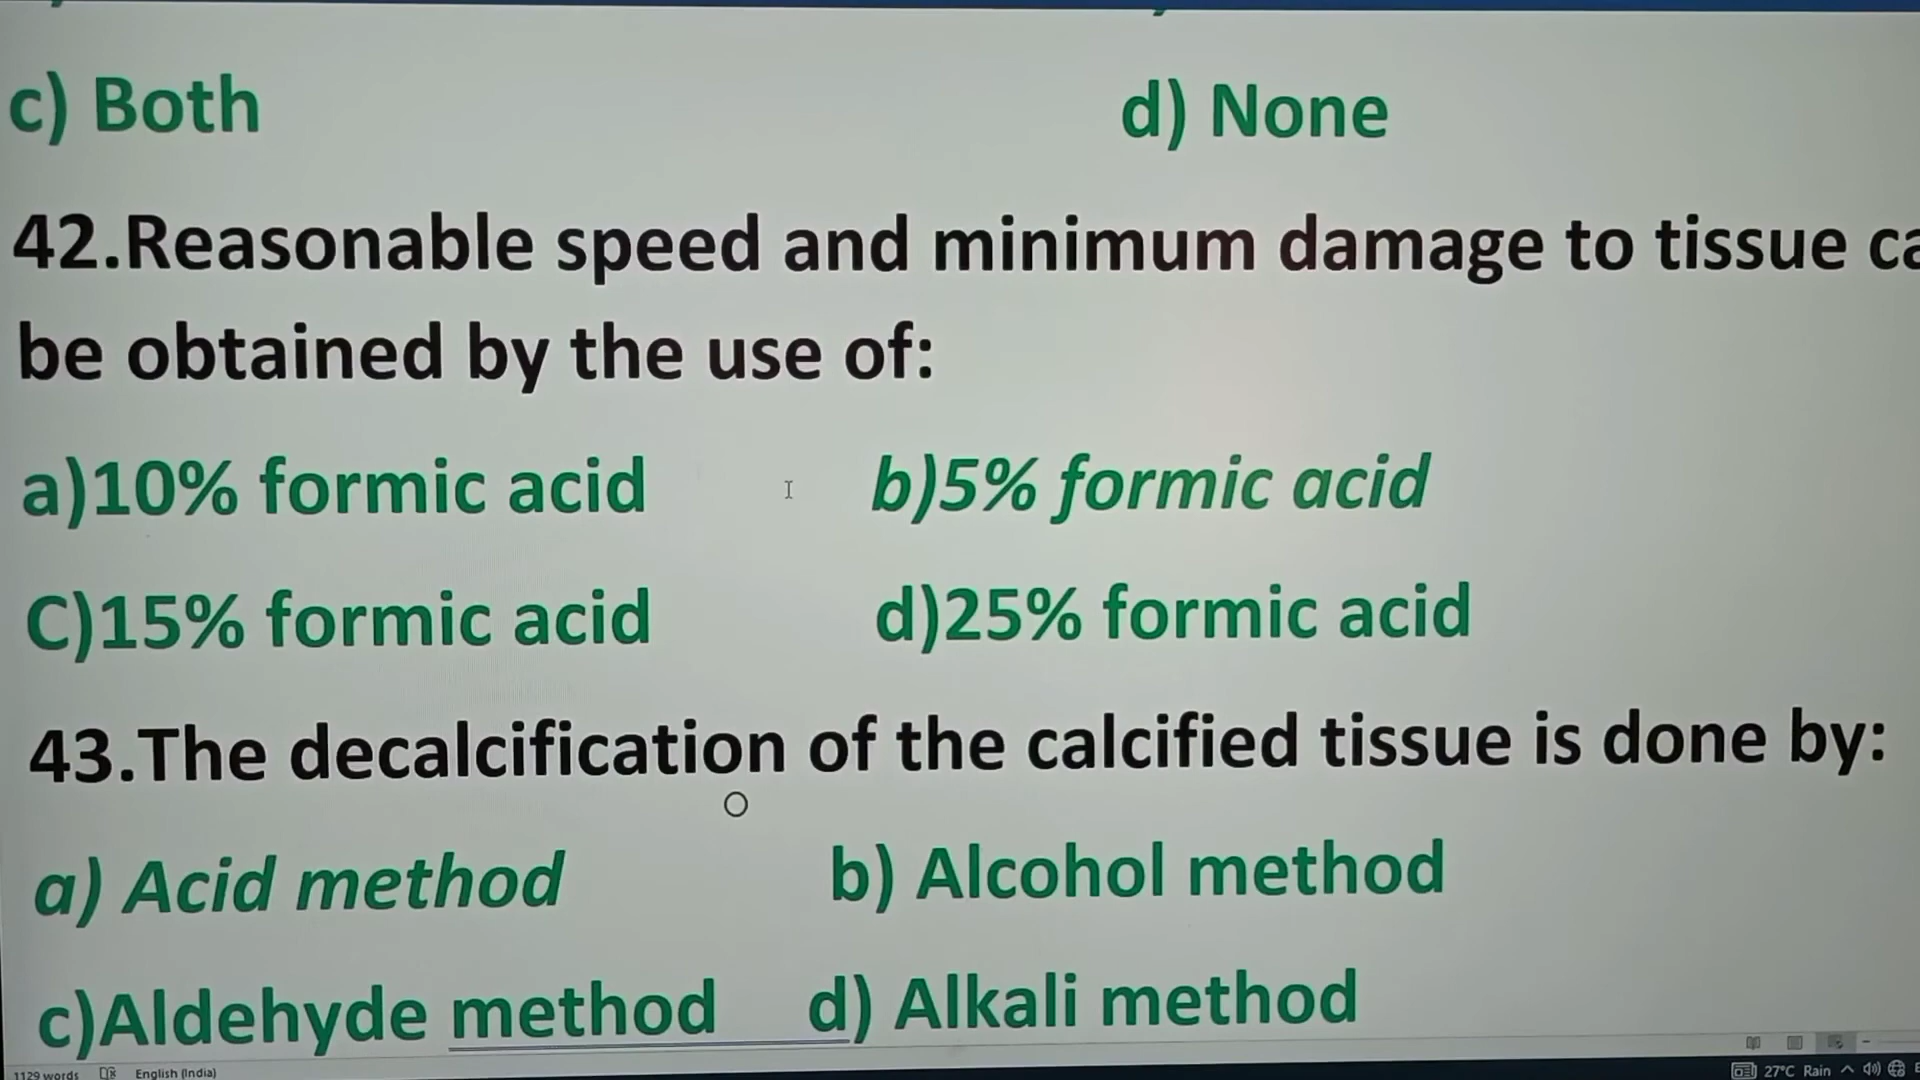 c) Both d) None
42.Reasonable speed and minimum damage to tissue ca
be obtained by the use of:
a)10% formic acid b)5% formic acid
C)15% formic acid d)25% formic acid
43.The decalcification of the calcified tissue is done by:
a) Acid method b) Alcohol method
c)Aldehyde method d) Alkali method
1129 words English (India) 27°C Rain